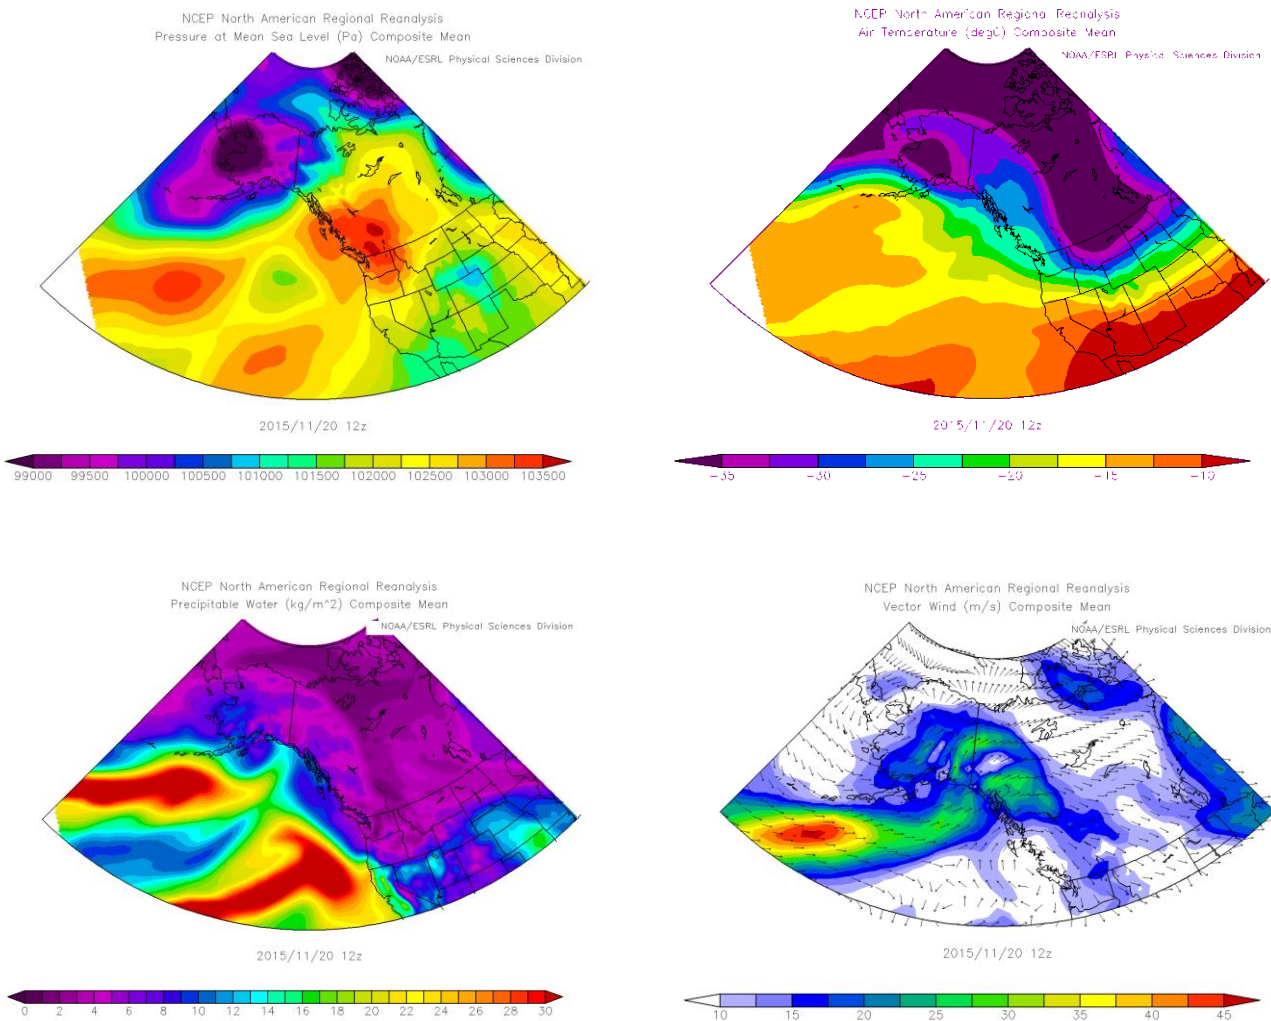 NCEP North American Regional Reanalysis
Pressure at Mean Sea Level (Pa) Composite Mean
NOAA/ESRL Physical Sciences Division
2015/11/20 12z
99000 99500 100000 100500 101000 101500 102000 102500 103000 103500
NCEP North American Regional Reanalysis
Air Temperature (degC) Composite Mean
NOAA/ESRL Physical Sciences Division
2015/11/20 12z
-35 -30 -25 -20 -15 -10
NCEP North American Regional Reanalysis
Precipitable Water (kg/m^2) Composite Mean
NOAA/ESRL Physical Sciences Division
2015/11/20 12z
0 2 4 6 8 10 12 14 16 18 20 22 24 26 28 30
NCEP North American Regional Reanalysis
Vector Wind (m/s) Composite Mean
NOAA/ESRL Physical Sciences Division
2015/11/20 12z
10 15 20 25 30 35 40 45